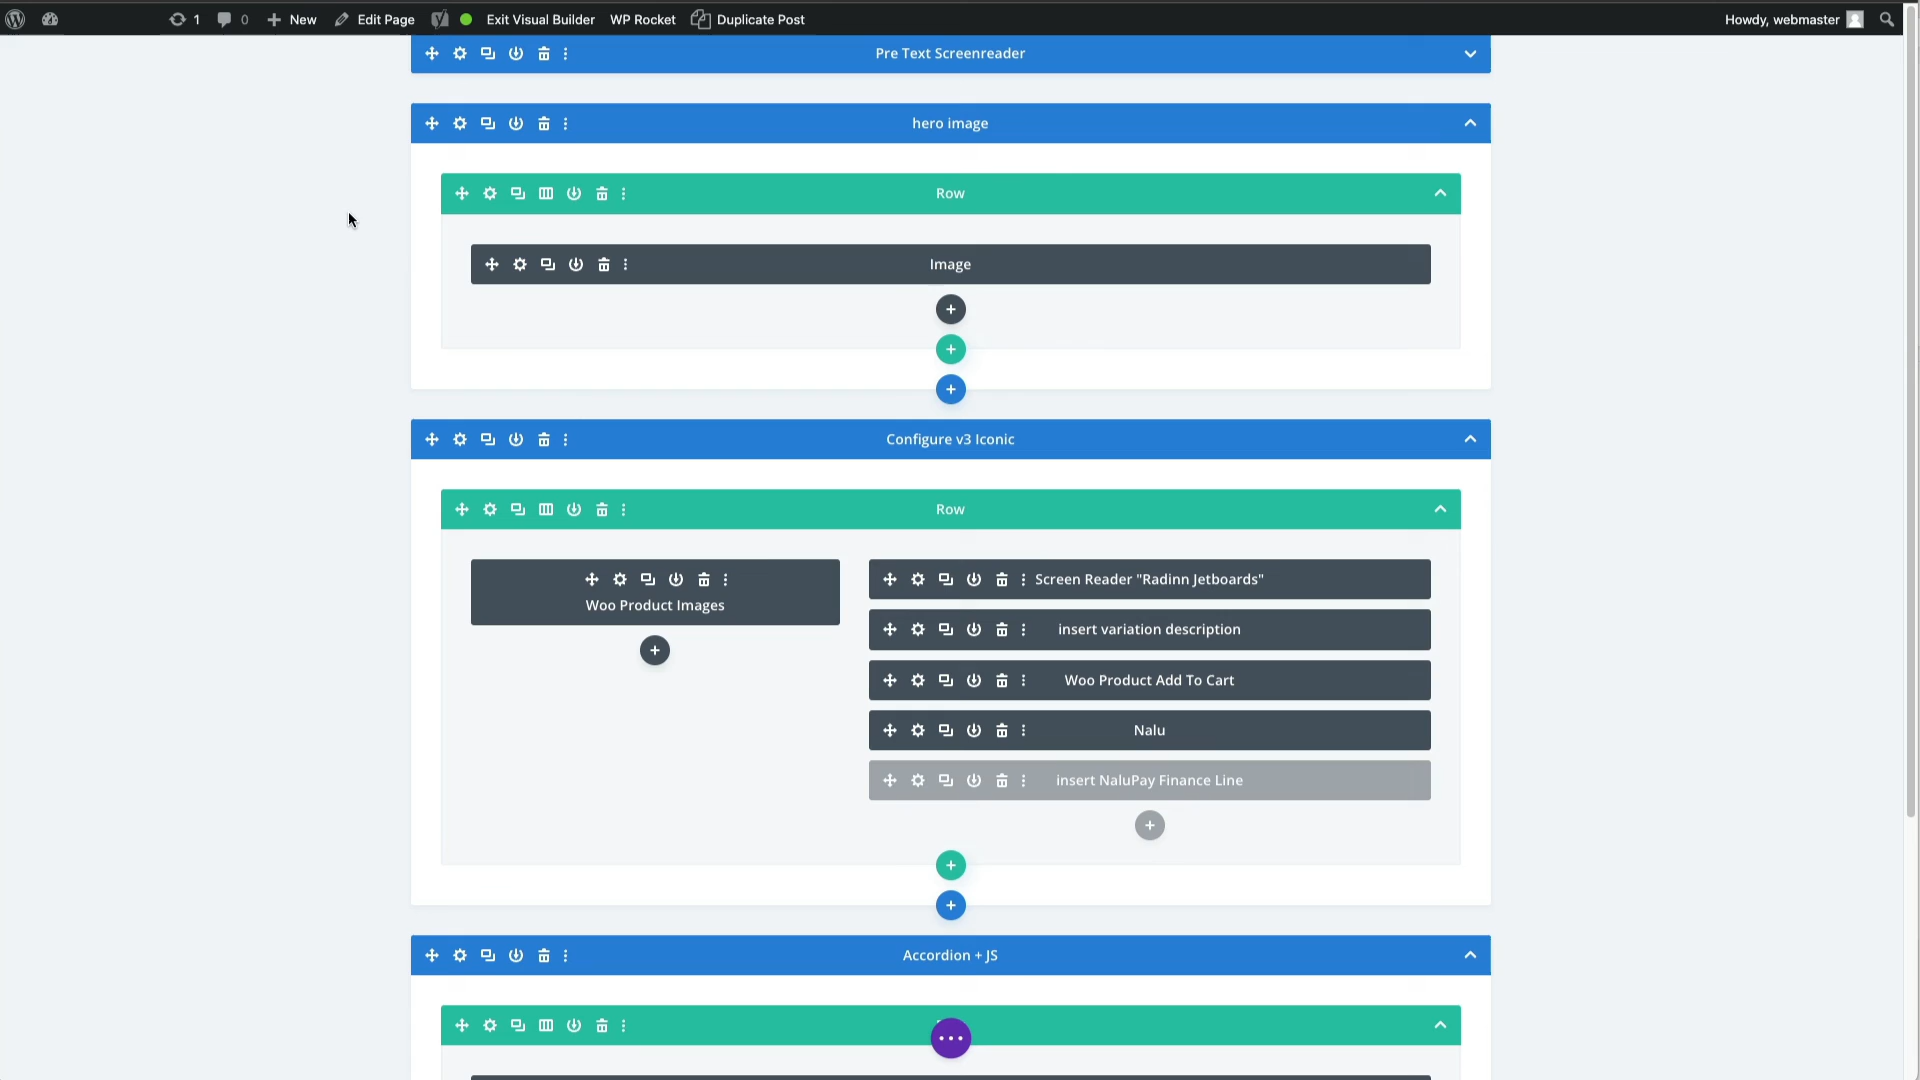 1 0 New Edit Page Exit Visual Builder WP Rocket Duplicate Post Howdy, webmaster
Pre Text Screenreader
hero image
Row
Image
Configure v3 Iconic
Row
Woo Product Images
Screen Reader "Radinn Jetboards"
insert variation description
Woo Product Add To Cart
Nalu
insert NaluPay Finance Line
Accordion + JS